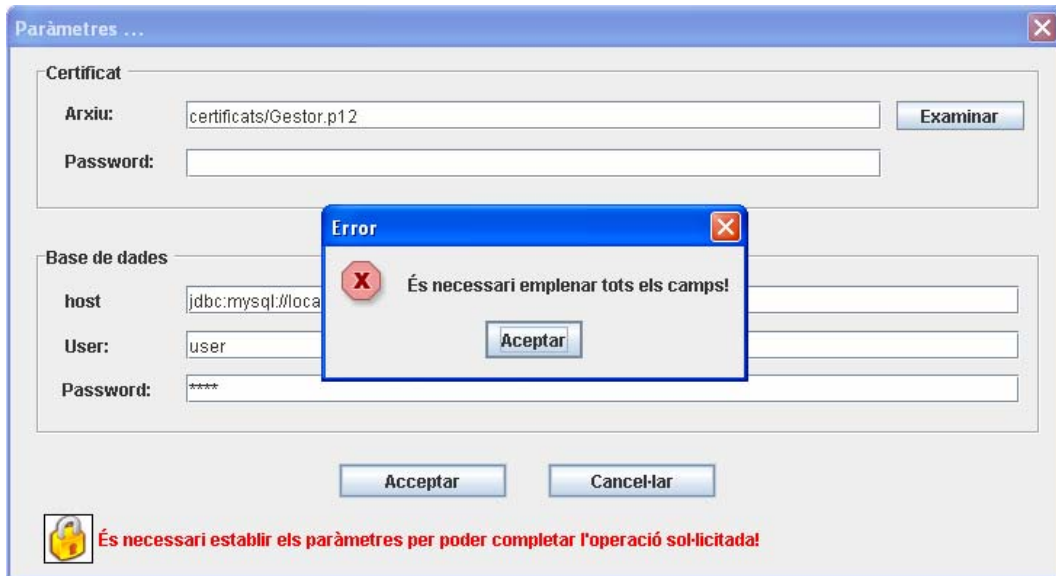 Paràmetres ...
Certificat
Arxiu:
certificats/Gestor.p12
Examinar
Password:
Error
És necessari emplenar tots els camps!
Aceptar
Base de dades
host
jdbc:mysql://loca
User:
user
Password:
****
Acceptar
Cancel·lar
És necessari establir els paràmetres per poder completar l'operació sol·licitada!